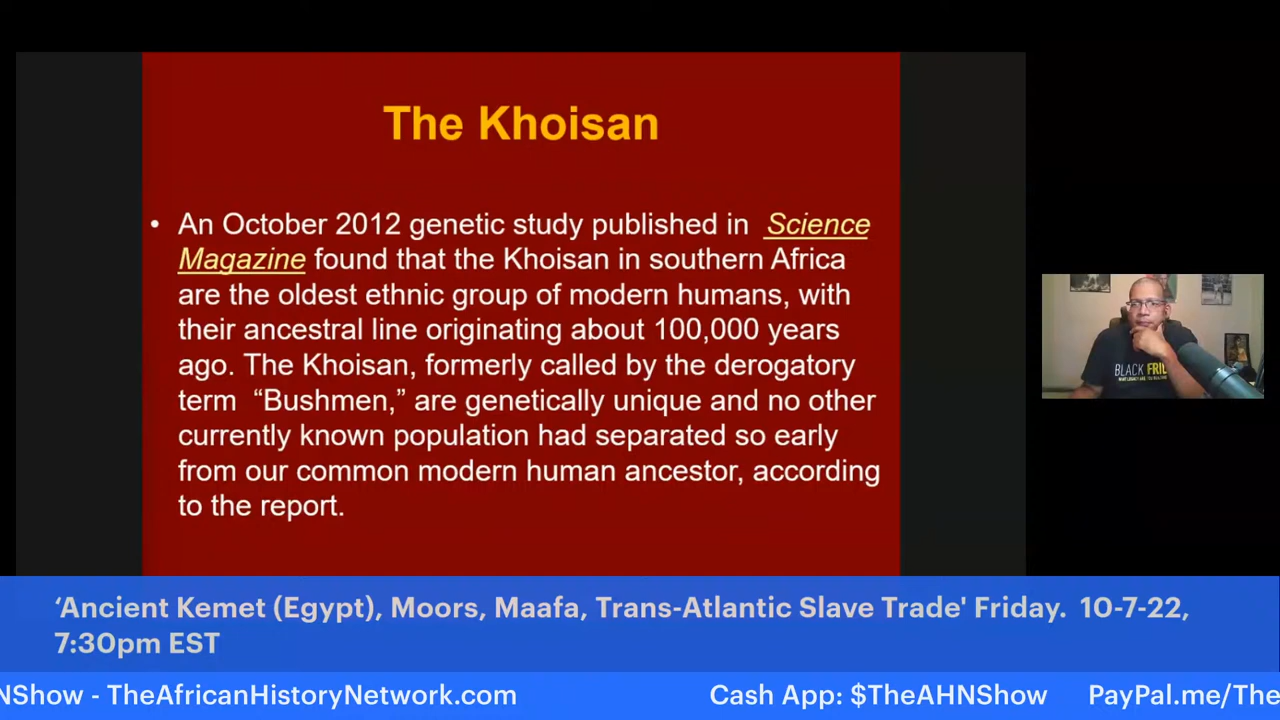 The Khoisan
• An October 2012 genetic study published in Science
Magazine found that the Khoisan in southern Africa
are the oldest ethnic group of modern humans, with
their ancestral line originating about 100,000 years
ago. The Khoisan, formerly called by the derogatory
term “Bushmen,” are genetically unique and no other
currently known population had separated so early
from our common modern human ancestor, according
to the report.
BLACK FRI
‘Ancient Kemet (Egypt), Moors, Maafa, Trans-Atlantic Slave Trade' Friday. 10-7-22,
7:30pm EST
NShow - TheAfricanHistoryNetwork.com Cash App: $TheAHNShow PayPal.me/The